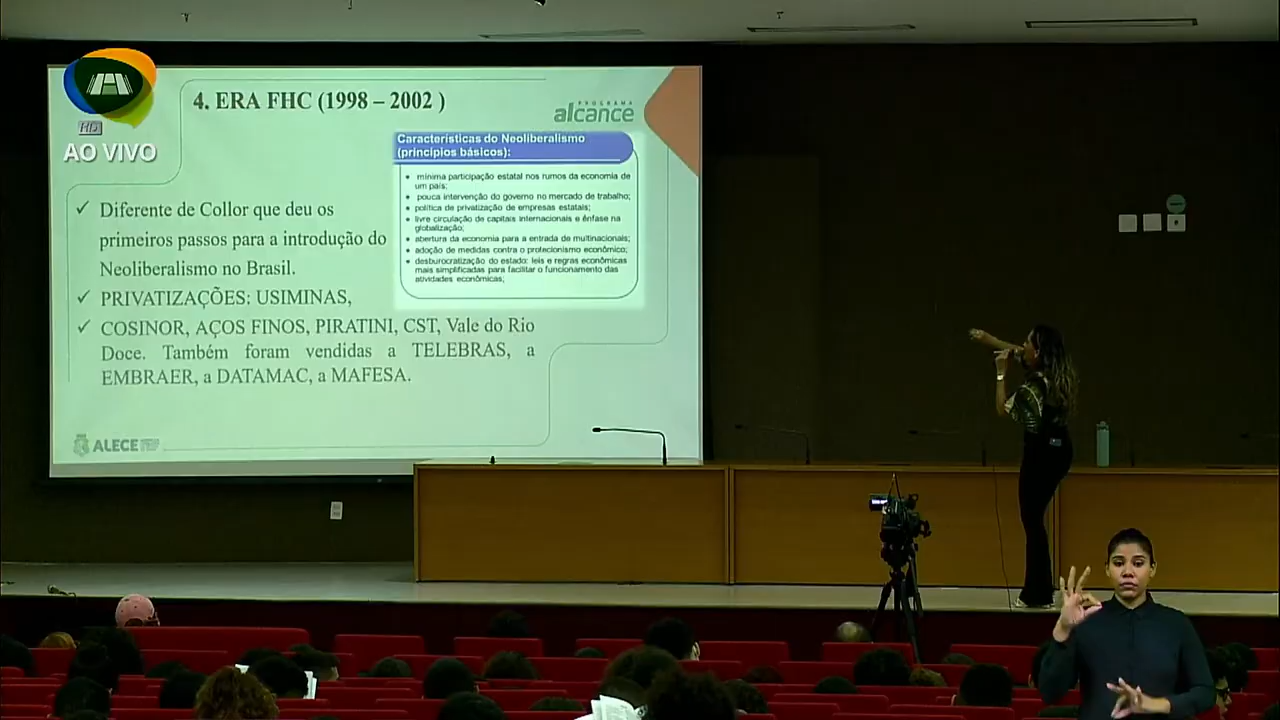 HD
AO VIVO
4. ERA FHC (1998 – 2002 )
PROGRAMA
alcance
Características do Neoliberalismo
(princípios básicos):
• mínima participação estatal nos rumos da economia de
um país;
• pouca intervenção do governo no mercado de trabalho;
• política de privatização de empresas estatais;
• livre circulação de capitais internacionais e ênfase na
globalização;
• abertura da economia para a entrada de multinacionais;
• adoção de medidas contra o protecionismo econômico;
• desburocratização do estado: leis e regras econômicas
mais simplificadas para facilitar o funcionamento das
atividades econômicas;
✓ Diferente de Collor que deu os
primeiros passos para a introdução do
Neoliberalismo no Brasil.
✓ PRIVATIZAÇÕES: USIMINAS,
✓ COSINOR, AÇOS FINOS, PIRATINI, CST, Vale do Rio
Doce. Também foram vendidas a TELEBRAS, a
EMBRAER, a DATAMAC, a MAFESA.
ALECE